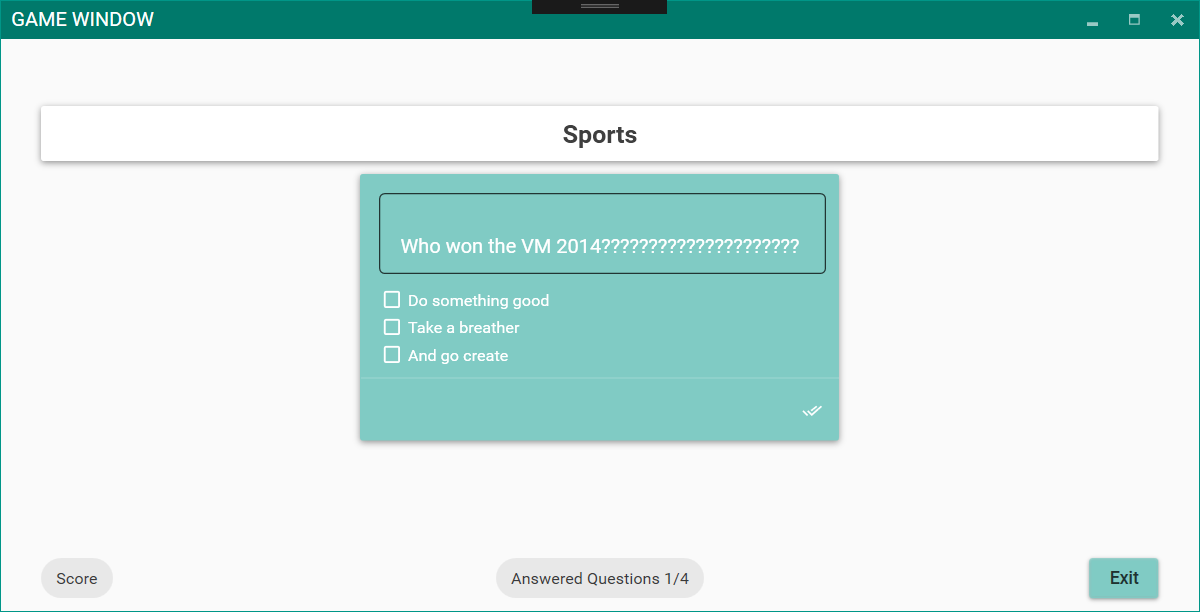 GAME WINDOW
Sports
Who won the VM 2014?????????????????????
Do something good
Take a breather
And go create
Score
Answered Questions 1/4
Exit